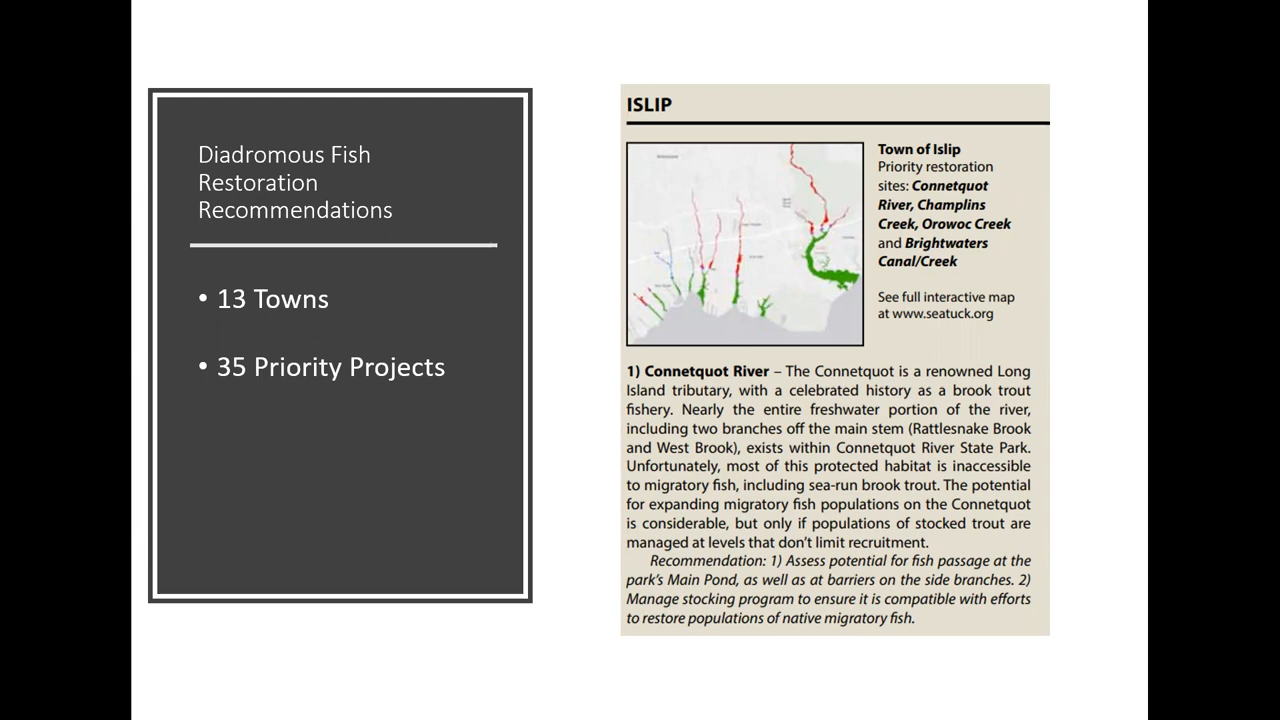 Diadromous Fish
Restoration
Recommendations
• 13 Towns
• 35 Priority Projects
ISLIP
Town of Islip
Priority restoration
sites: Connetquot
River, Champlins
Creek, Orowoc Creek
and Brightwaters
Canal/Creek
See full interactive map
at www.seatuck.org
1) Connetquot River – The Connetquot is a renowned Long
Island tributary, with a celebrated history as a brook trout
fishery. Nearly the entire freshwater portion of the river,
including two branches off the main stem (Rattlesnake Brook
and West Brook), exists within Connetquot River State Park.
Unfortunately, most of this protected habitat is inaccessible
to migratory fish, including sea-run brook trout. The potential
for expanding migratory fish populations on the Connetquot
is considerable, but only if populations of stocked trout are
managed at levels that don’t limit recruitment.
Recommendation: 1) Assess potential for fish passage at the
park’s Main Pond, as well as at barriers on the side branches. 2)
Manage stocking program to ensure it is compatible with efforts
to restore populations of native migratory fish.